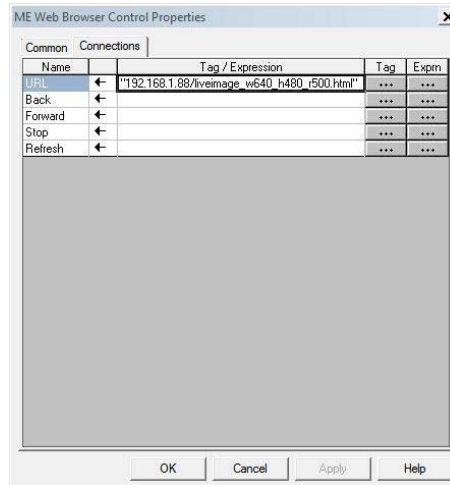 ME Web Browser Control Properties
Common Connections
Name Tag / Expression Tag Exprn
URL "192.168.1.88/liveimage_w640_h480_r500.html" ... ...
Back ... ...
Forward ... ...
Stop ... ...
Refresh ... ...
OK Cancel Apply Help